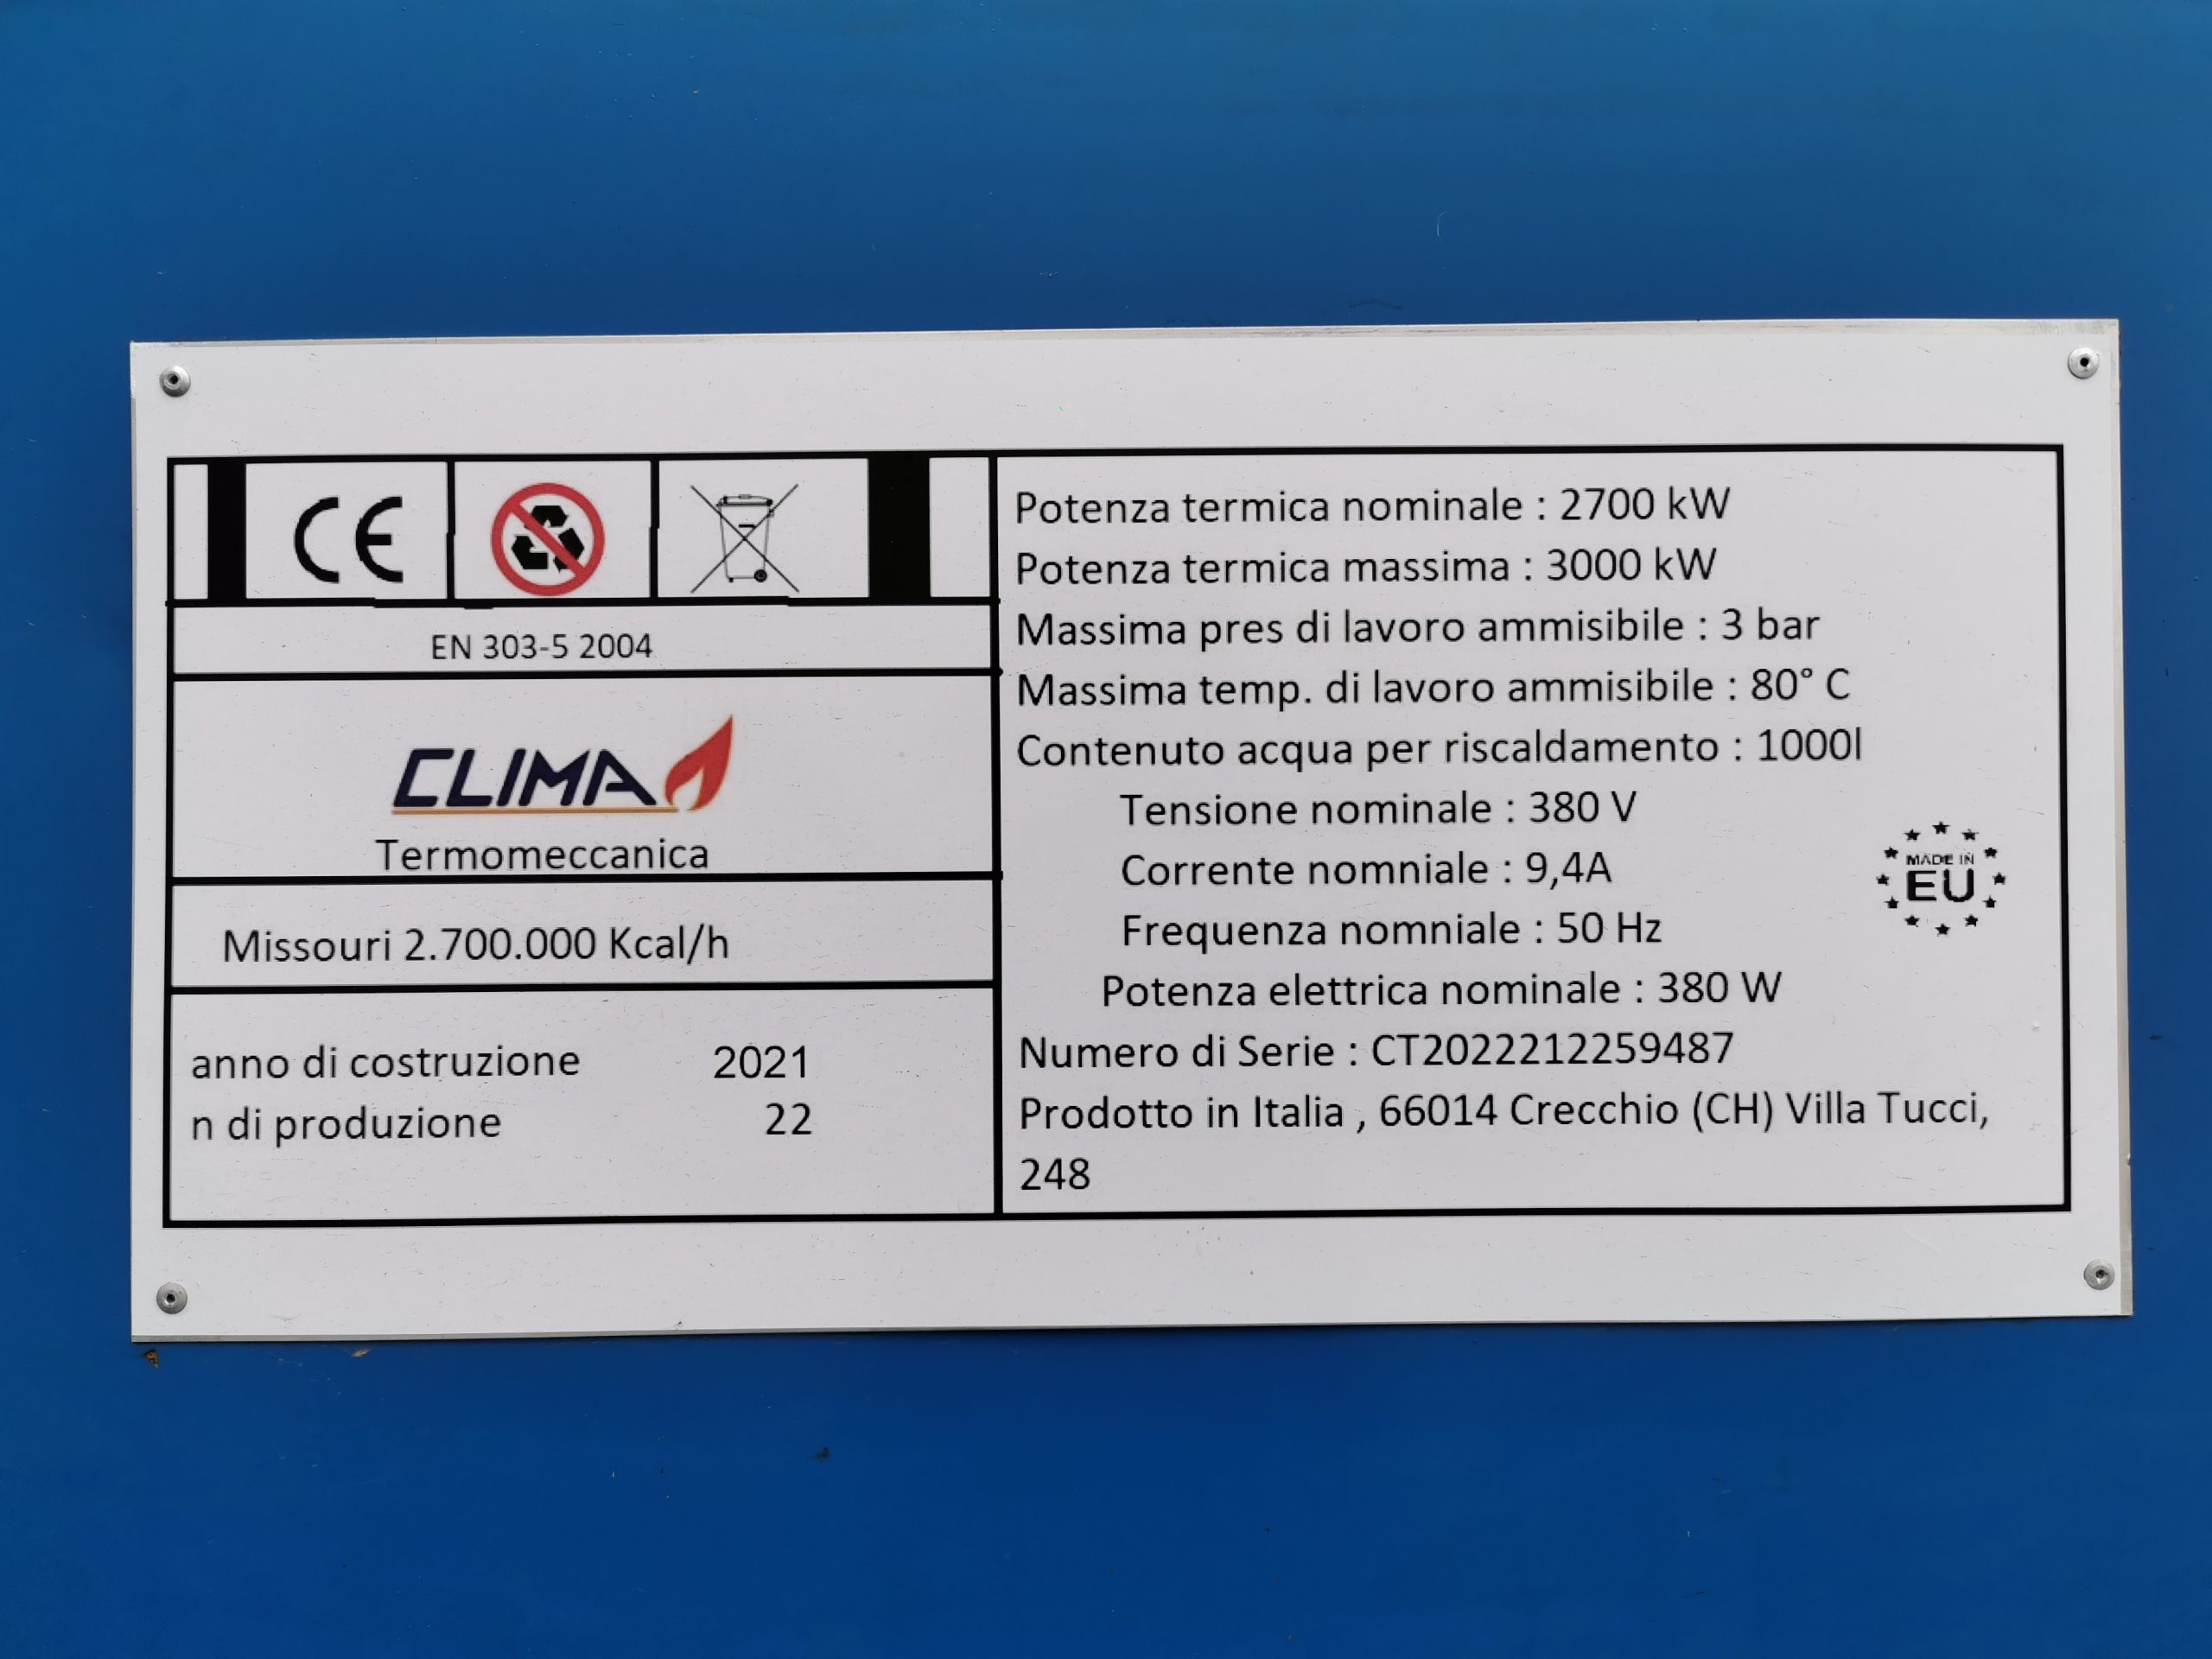 CE
EN 303-5 2004
CLIMA
Termomeccanica
Missouri 2.700.000 Kcal/h
anno di costruzione 2021
n di produzione 22
Potenza termica nominale : 2700 kW
Potenza termica massima : 3000 kW
Massima pres di lavoro ammisibile : 3 bar
Massima temp. di lavoro ammisibile : 80° C
Contenuto acqua per riscaldamento : 1000l
Tensione nominale : 380 V
Corrente nomniale : 9,4A
Frequenza nomniale : 50 Hz
Potenza elettrica nominale : 380 W
Numero di Serie : CT2022212259487
Prodotto in Italia , 66014 Crecchio (CH) Villa Tucci,
248
MADE IN
EU